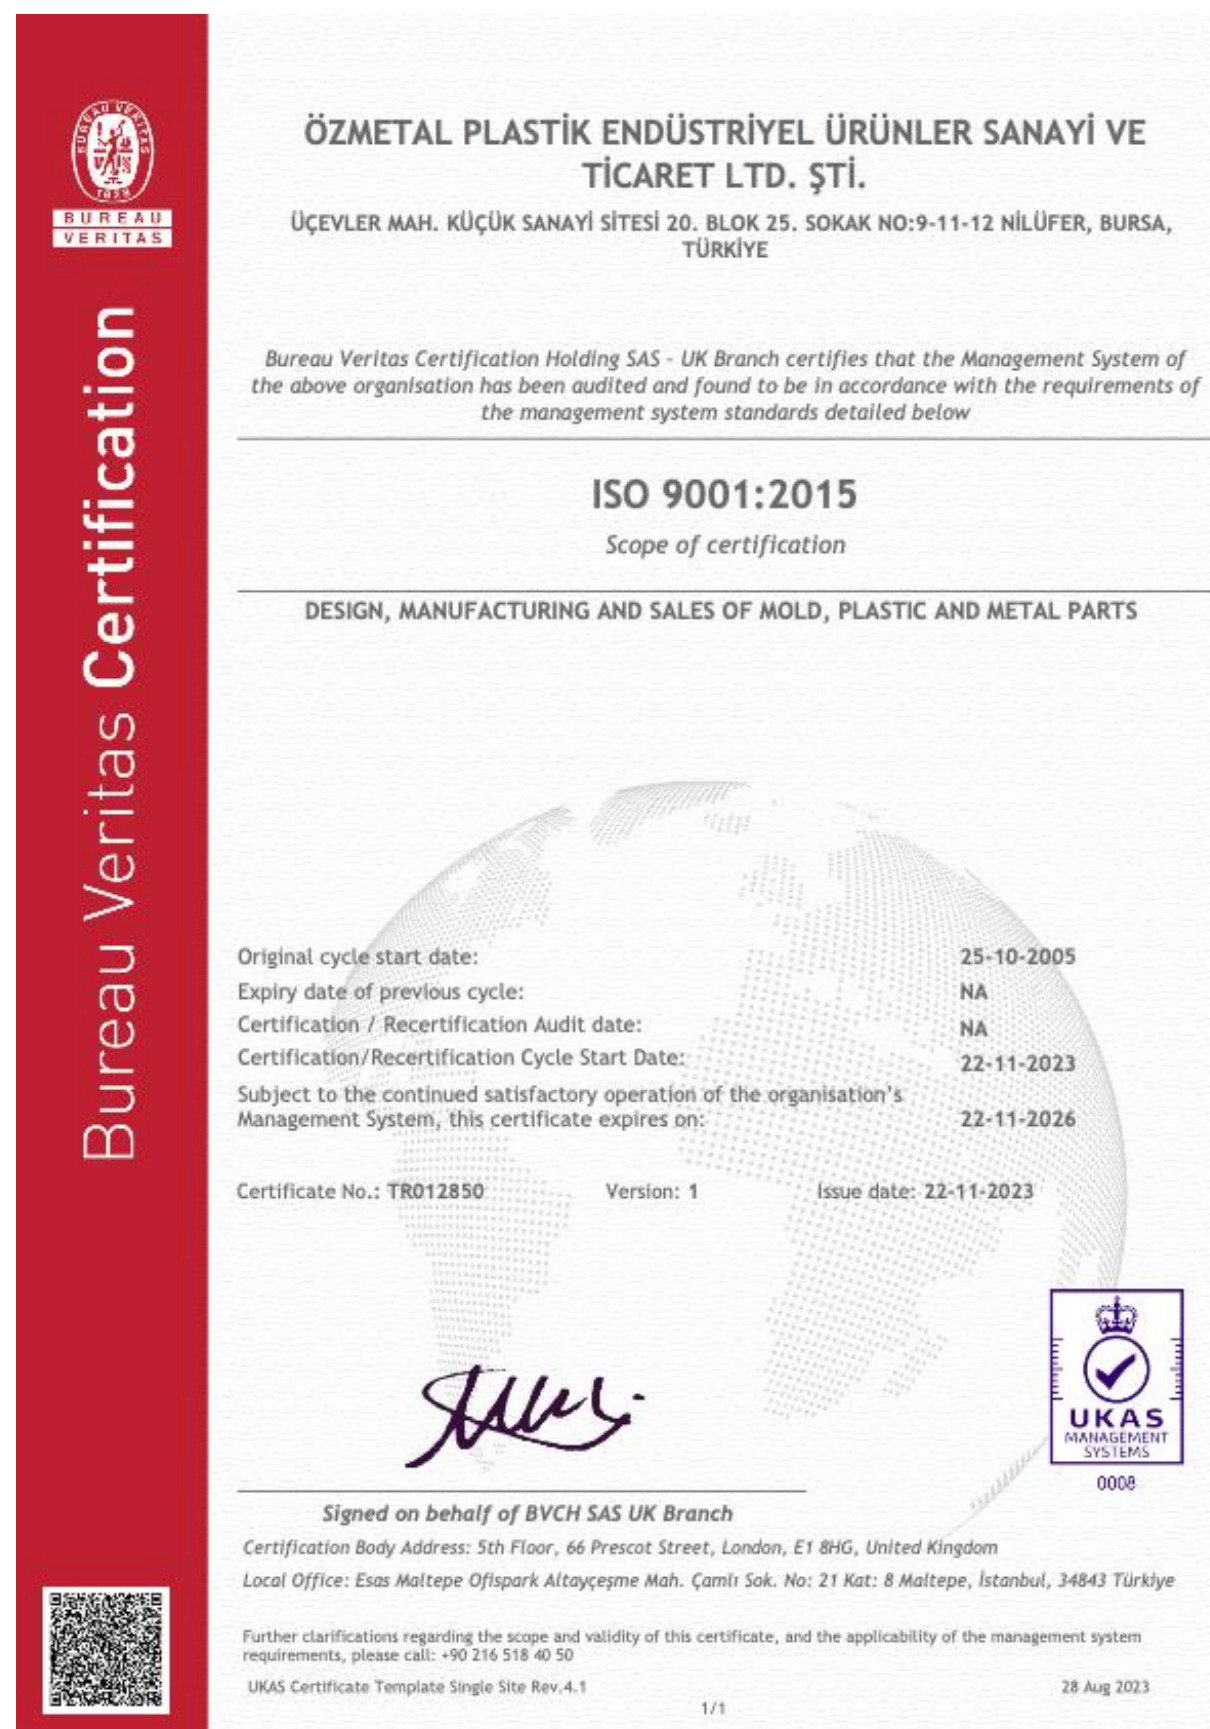 BUREAU VERITAS
1828
BUREAU
VERITAS
Bureau Veritas Certification
ÖZMETAL PLASTİK ENDÜSTRİYEL ÜRÜNLER SANAYİ VE
TİCARET LTD. ŞTİ.
ÜÇEVLER MAH. KÜÇÜK SANAYİ SİTESİ 20. BLOK 25. SOKAK NO:9-11-12 NİLÜFER, BURSA,
TÜRKİYE
Bureau Veritas Certification Holding SAS - UK Branch certifies that the Management System of
the above organisation has been audited and found to be in accordance with the requirements of
the management system standards detailed below
ISO 9001:2015
Scope of certification
DESIGN, MANUFACTURING AND SALES OF MOLD, PLASTIC AND METAL PARTS
Original cycle start date: 25-10-2005
Expiry date of previous cycle: NA
Certification / Recertification Audit date: NA
Certification/Recertification Cycle Start Date: 22-11-2023
Subject to the continued satisfactory operation of the organisation's
Management System, this certificate expires on: 22-11-2026
Certificate No.: TR012850 Version: 1 Issue date: 22-11-2023
UKAS
MANAGEMENT
SYSTEMS
0008
Signed on behalf of BVCH SAS UK Branch
Certification Body Address: 5th Floor, 66 Prescot Street, London, E1 8HG, United Kingdom
Local Office: Esas Maltepe Ofispark Altayçeşme Mah. Çamlı Sok. No: 21 Kat: 8 Maltepe, İstanbul, 34843 Türkiye
Further clarifications regarding the scope and validity of this certificate, and the applicability of the management system
requirements, please call: +90 216 518 40 50
UKAS Certificate Template Single Site Rev.4.1 28 Aug 2023
1/1